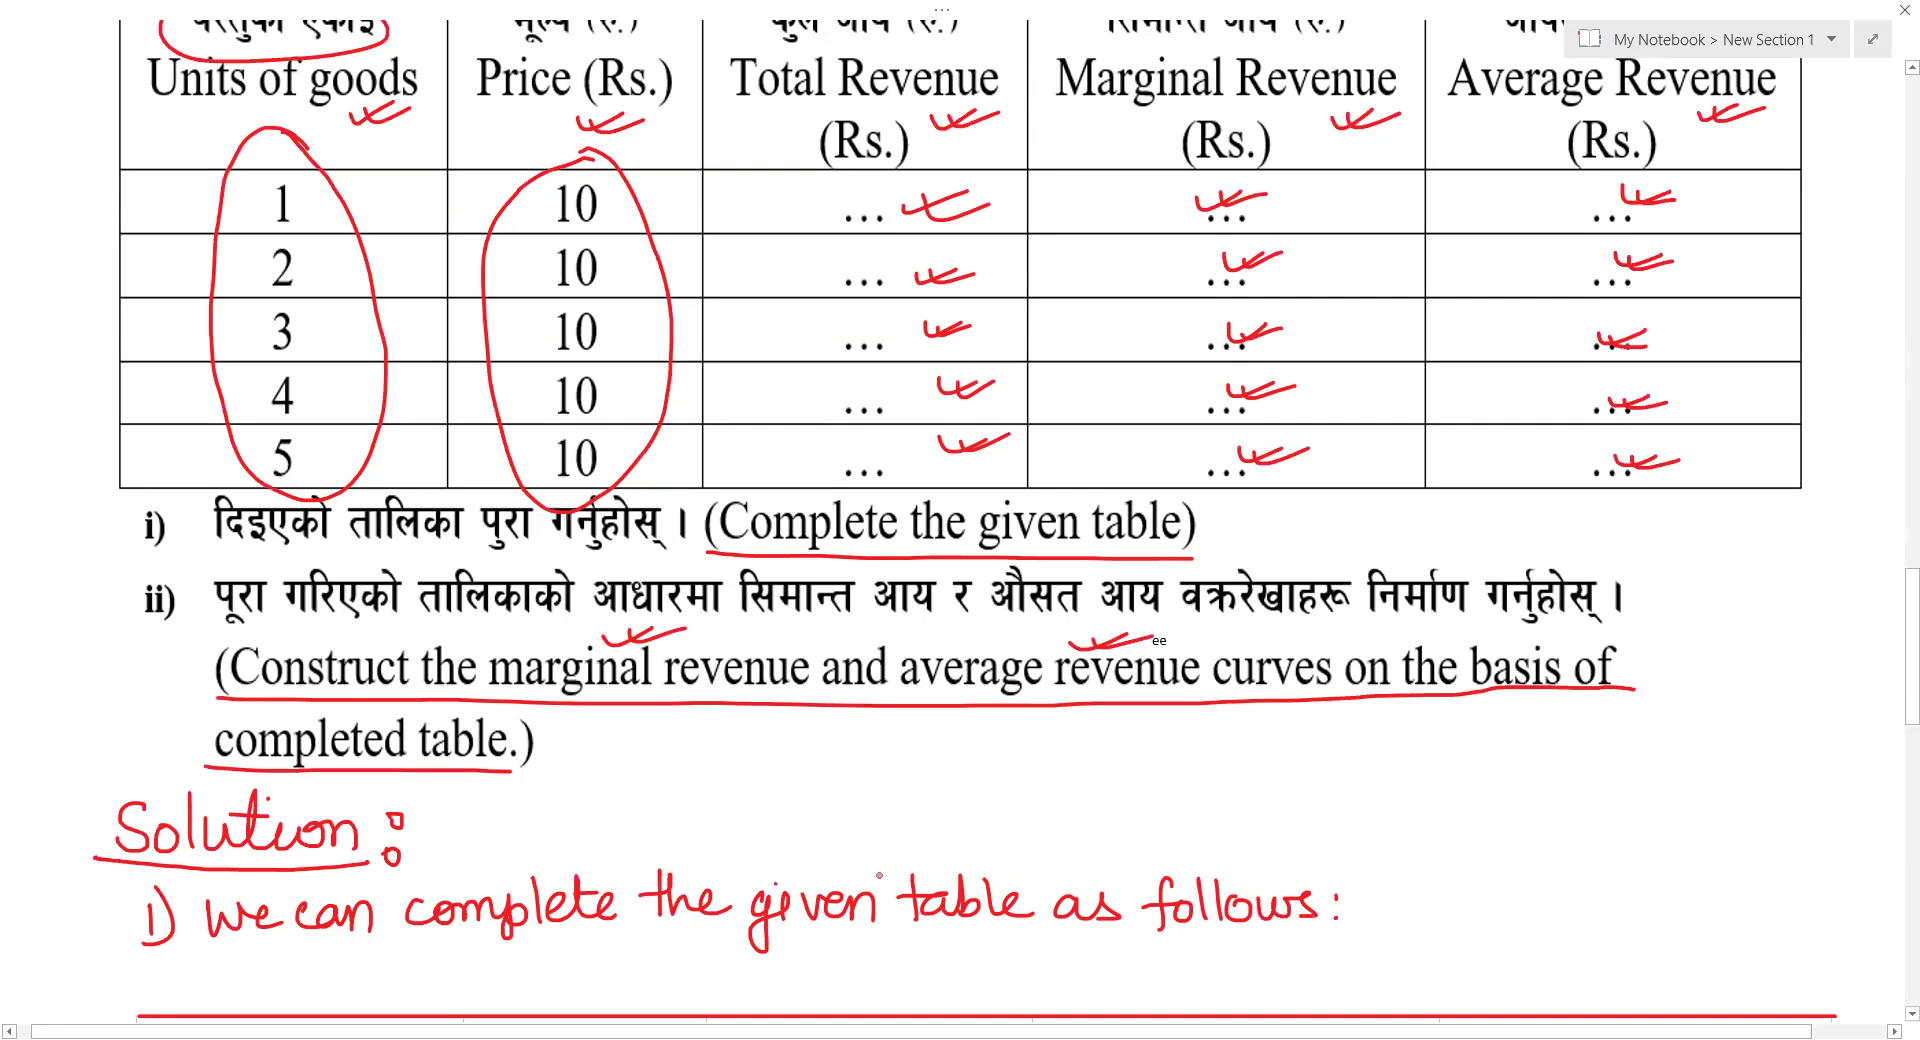 My Notebook > New Section 1
Units of goods Price (Rs.) Total Revenue (Rs.) Marginal Revenue (Rs.) Average Revenue (Rs.)
1 10 ... ... ...
2 10 ... ... ...
3 10 ... ... ...
4 10 ... ... ...
5 10 ... ... ...
i) दिइएको तालिका पुरा गर्नुहोस् । (Complete the given table)
ii) पूरा गरिएको तालिकाको आधारमा सिमान्त आय र औसत आय वक्ररेखाहरू निर्माण गर्नुहोस् ।
ee
(Construct the marginal revenue and average revenue curves on the basis of
completed table.)
Solution :
1) We can complete the given table as follows: